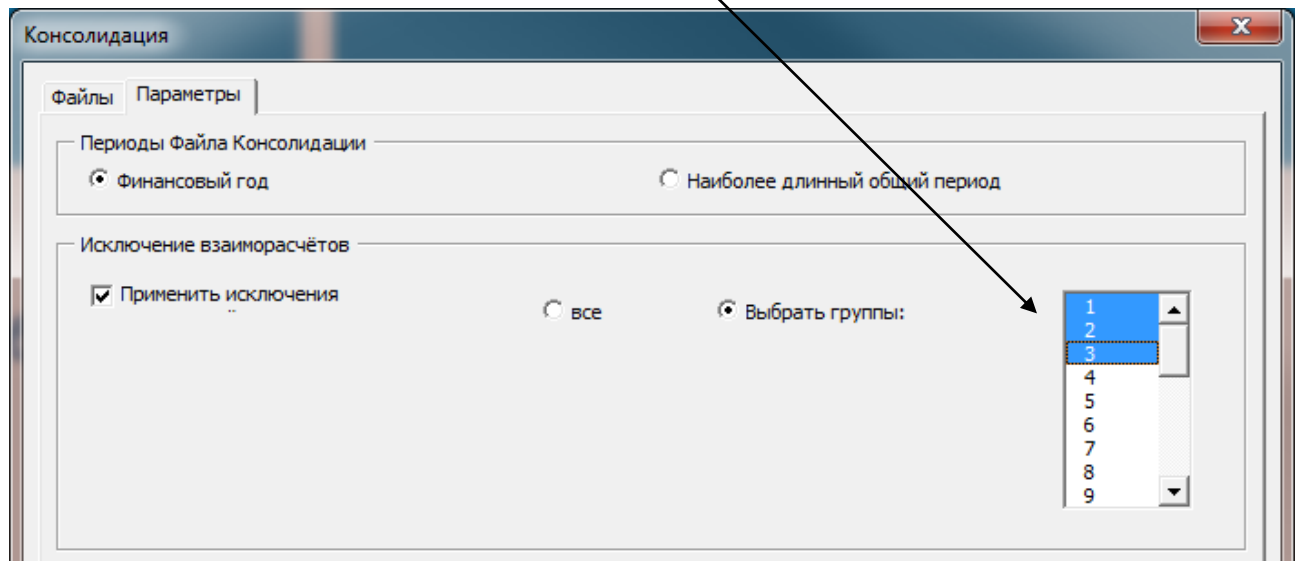 Консолидация
Файлы Параметры
Периоды Файла Консолидации
Финансовый год Наиболее длинный общий период
Исключение взаиморасчётов
Применить исключения
все Выбрать группы:
1
2
3
4
5
6
7
8
9